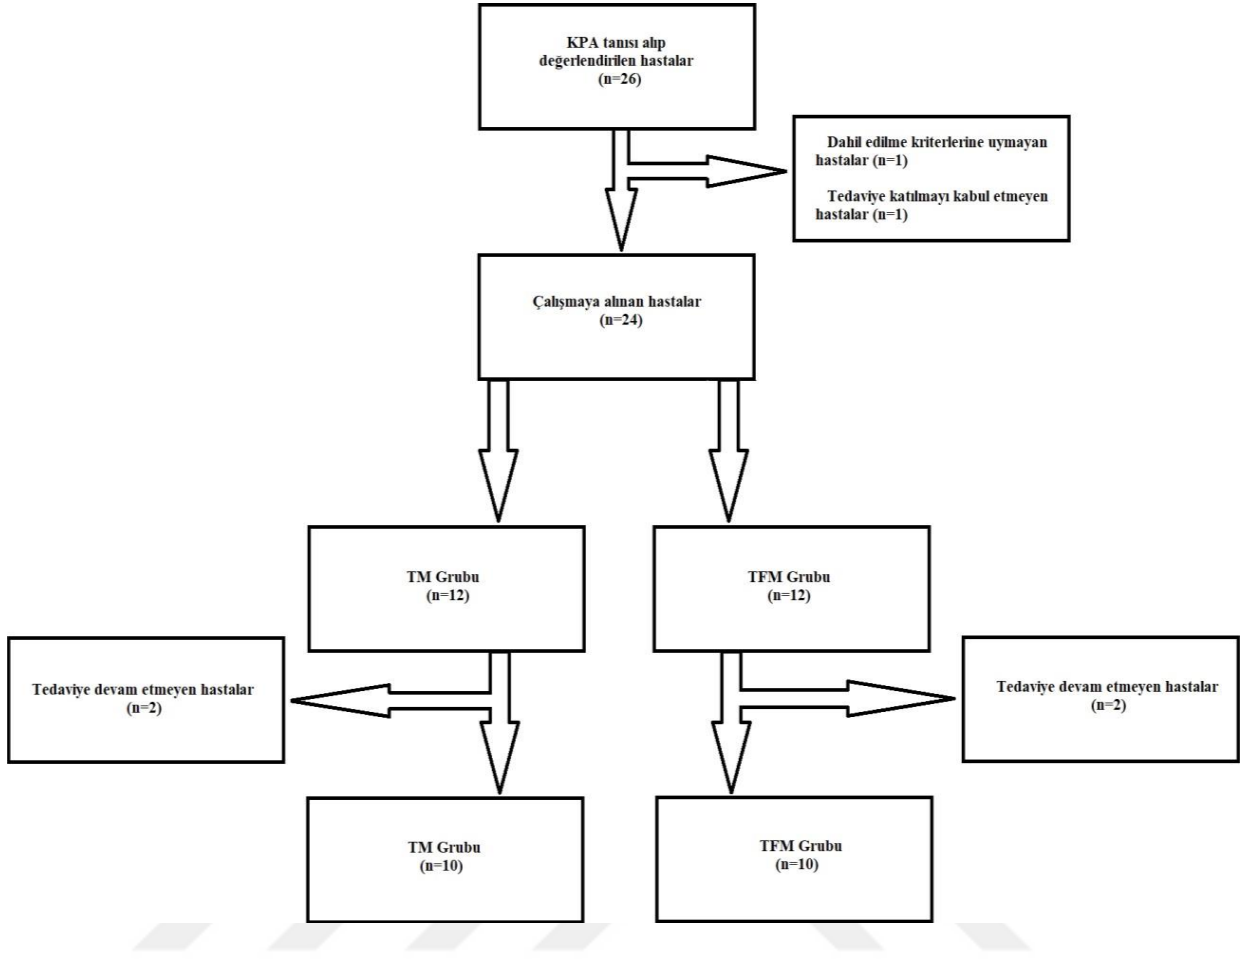 KPA tanısı alıp
değerlendirilen hastalar
(n=26)
Dahil edilme kriterlerine uymayan
hastalar (n=1)
Tedaviye katılmayı kabul etmeyen
hastalar (n=1)
Çalışmaya alınan hastalar
(n=24)
TM Grubu
(n=12)
TFM Grubu
(n=12)
Tedaviye devam etmeyen hastalar
(n=2)
Tedaviye devam etmeyen hastalar
(n=2)
TM Grubu
(n=10)
TFM Grubu
(n=10)